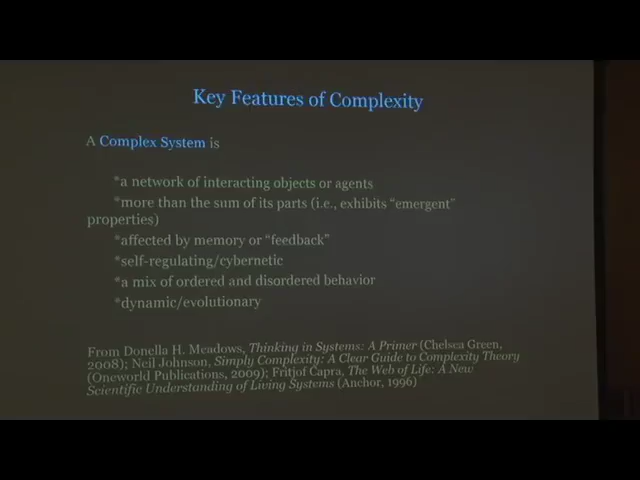 Key Features of Complexity
A Complex System is
*a network of interacting objects or agents
*more than the sum of its parts (i.e., exhibits “emergent”
properties)
*affected by memory or “feedback”
*self-regulating/cybernetic
*a mix of ordered and disordered behavior
*dynamic/evolutionary
From Donella H. Meadows, Thinking in Systems: A Primer (Chelsea Green,
2008); Neil Johnson, Simply Complexity: A Clear Guide to Complexity Theory
(Oneworld Publications, 2009); Fritjof Capra, The Web of Life: A New
Scientific Understanding of Living Systems (Anchor, 1996)